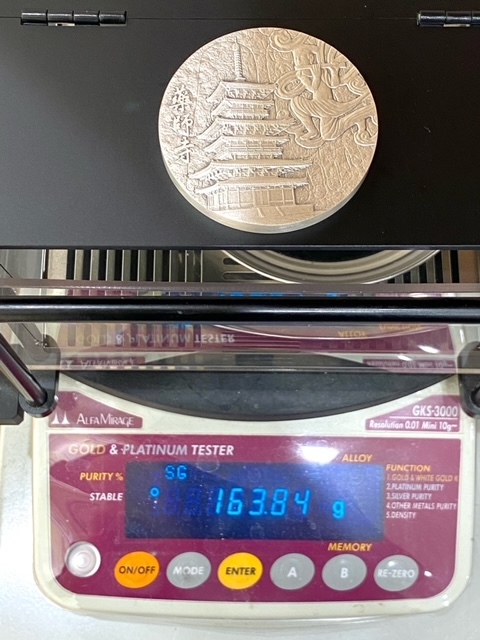 薬師寺
ALFAMIRAGE
GKS-3000
Resolution 0.01 Mini 10g
GOLD & PLATINUM TESTER
ALLOY
PURITY %
SG
STABLE
163.84 g
FUNCTION
1.GOLD & WHITE GOLD K
2.PLATINUM PURITY
3.SILVER PURITY
4.OTHER METALS PURITY
5.DENSITY
MEMORY
ON/OFF
MODE
ENTER
A
B
RE-ZERO